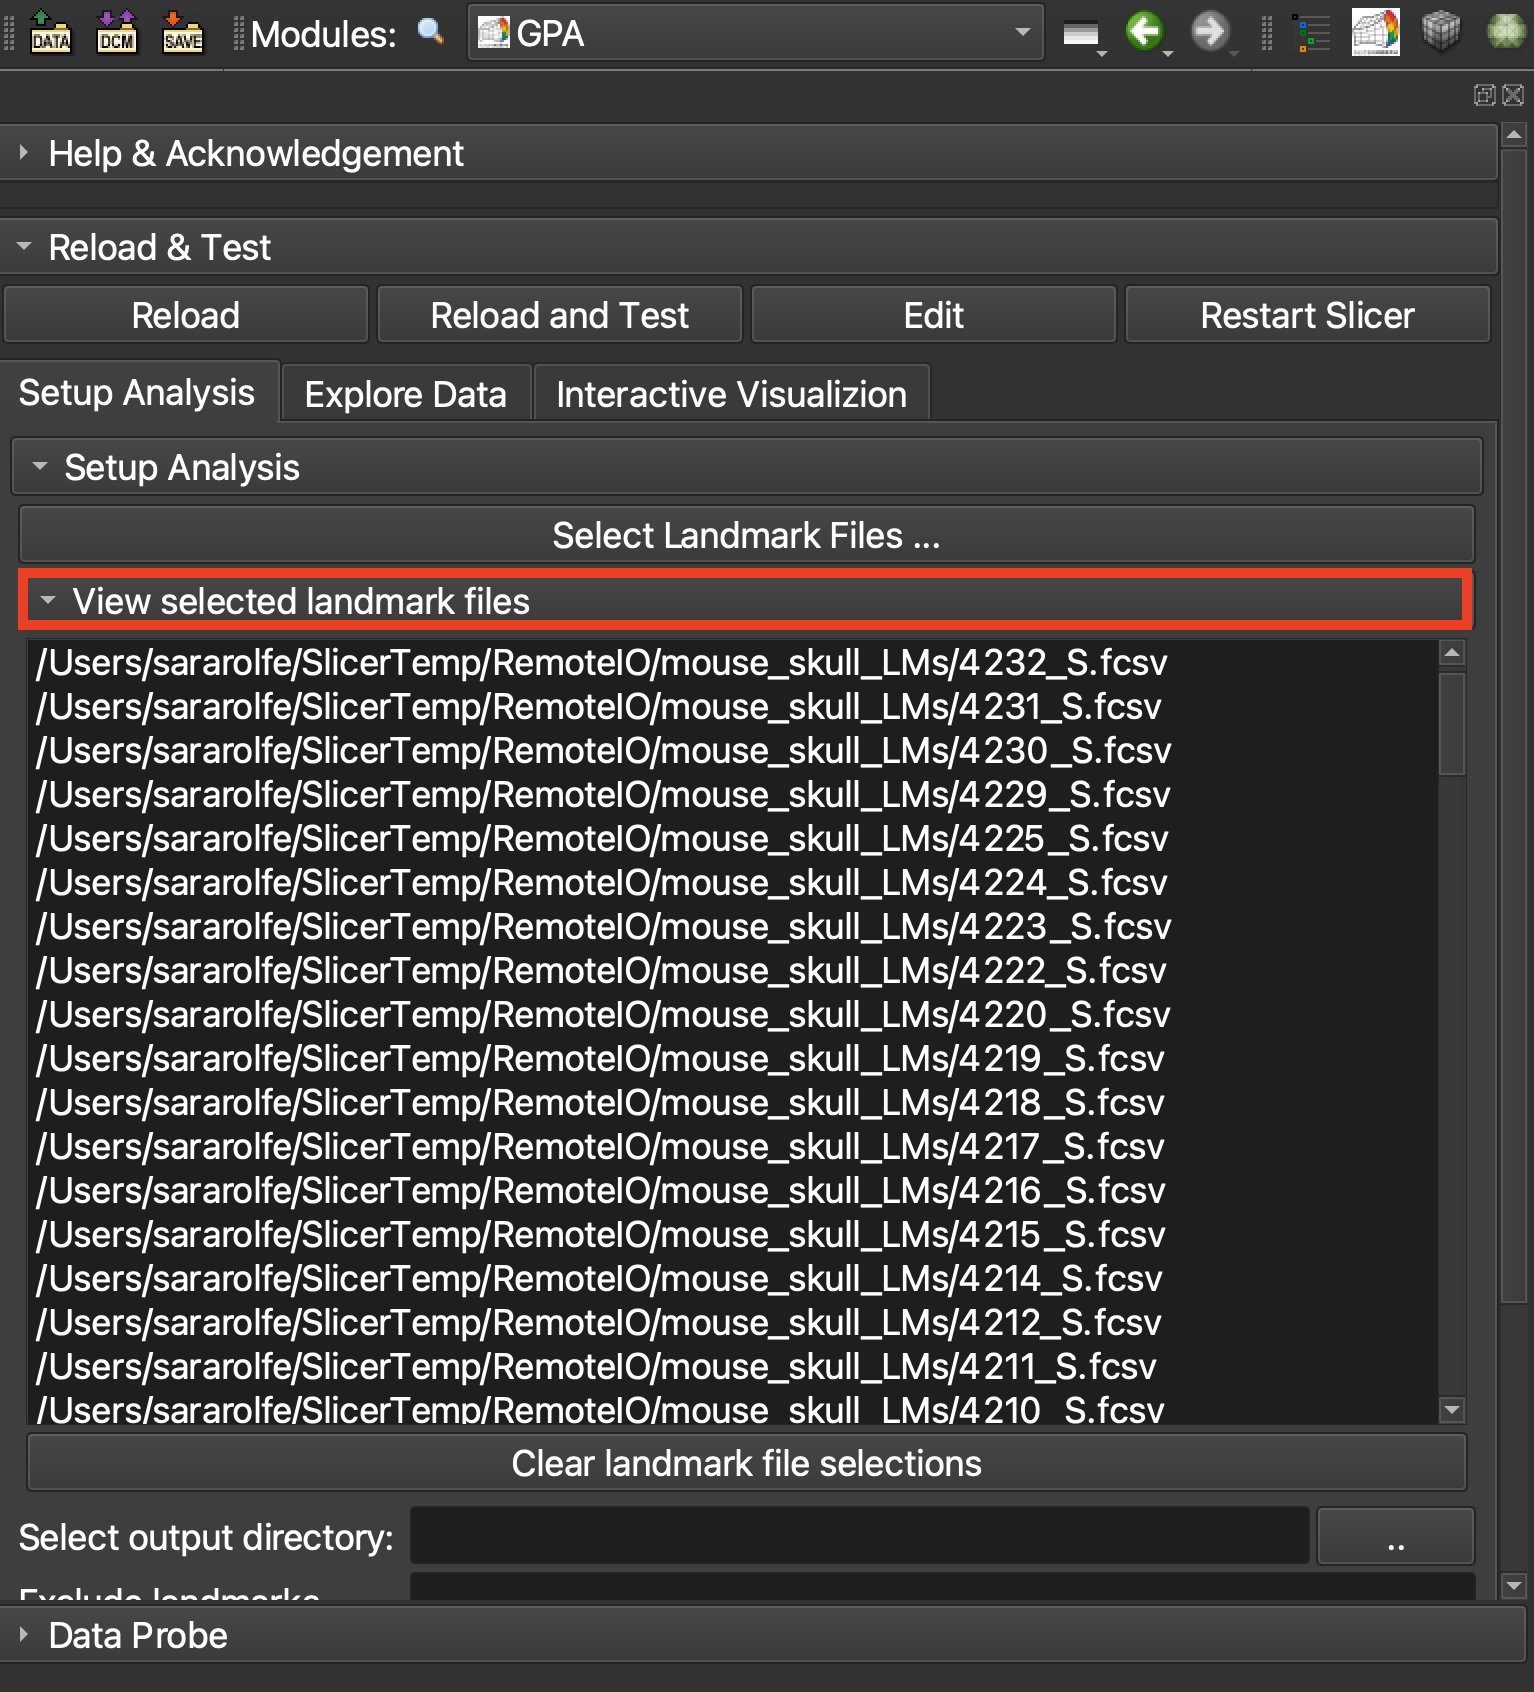 DATA DCM SAVE Modules: GPA
Help & Acknowledgement
Reload & Test
Reload Reload and Test Edit Restart Slicer
Setup Analysis Explore Data Interactive Visualizion
Setup Analysis
Select Landmark Files ...
View selected landmark files
/Users/sararolfe/SlicerTemp/RemoteIO/mouse_skull_LMs/4232_S.fcsv
/Users/sararolfe/SlicerTemp/RemoteIO/mouse_skull_LMs/4231_S.fcsv
/Users/sararolfe/SlicerTemp/RemoteIO/mouse_skull_LMs/4230_S.fcsv
/Users/sararolfe/SlicerTemp/RemoteIO/mouse_skull_LMs/4229_S.fcsv
/Users/sararolfe/SlicerTemp/RemoteIO/mouse_skull_LMs/4225_S.fcsv
/Users/sararolfe/SlicerTemp/RemoteIO/mouse_skull_LMs/4224_S.fcsv
/Users/sararolfe/SlicerTemp/RemoteIO/mouse_skull_LMs/4223_S.fcsv
/Users/sararolfe/SlicerTemp/RemoteIO/mouse_skull_LMs/4222_S.fcsv
/Users/sararolfe/SlicerTemp/RemoteIO/mouse_skull_LMs/4220_S.fcsv
/Users/sararolfe/SlicerTemp/RemoteIO/mouse_skull_LMs/4219_S.fcsv
/Users/sararolfe/SlicerTemp/RemoteIO/mouse_skull_LMs/4218_S.fcsv
/Users/sararolfe/SlicerTemp/RemoteIO/mouse_skull_LMs/4217_S.fcsv
/Users/sararolfe/SlicerTemp/RemoteIO/mouse_skull_LMs/4216_S.fcsv
/Users/sararolfe/SlicerTemp/RemoteIO/mouse_skull_LMs/4215_S.fcsv
/Users/sararolfe/SlicerTemp/RemoteIO/mouse_skull_LMs/4214_S.fcsv
/Users/sararolfe/SlicerTemp/RemoteIO/mouse_skull_LMs/4212_S.fcsv
/Users/sararolfe/SlicerTemp/RemoteIO/mouse_skull_LMs/4211_S.fcsv
/Users/sararolfe/SlicerTemp/RemoteIO/mouse_skull_LMs/4210_S.fcsv
Clear landmark file selections
Select output directory: ..
Exclude landmarks
Data Probe